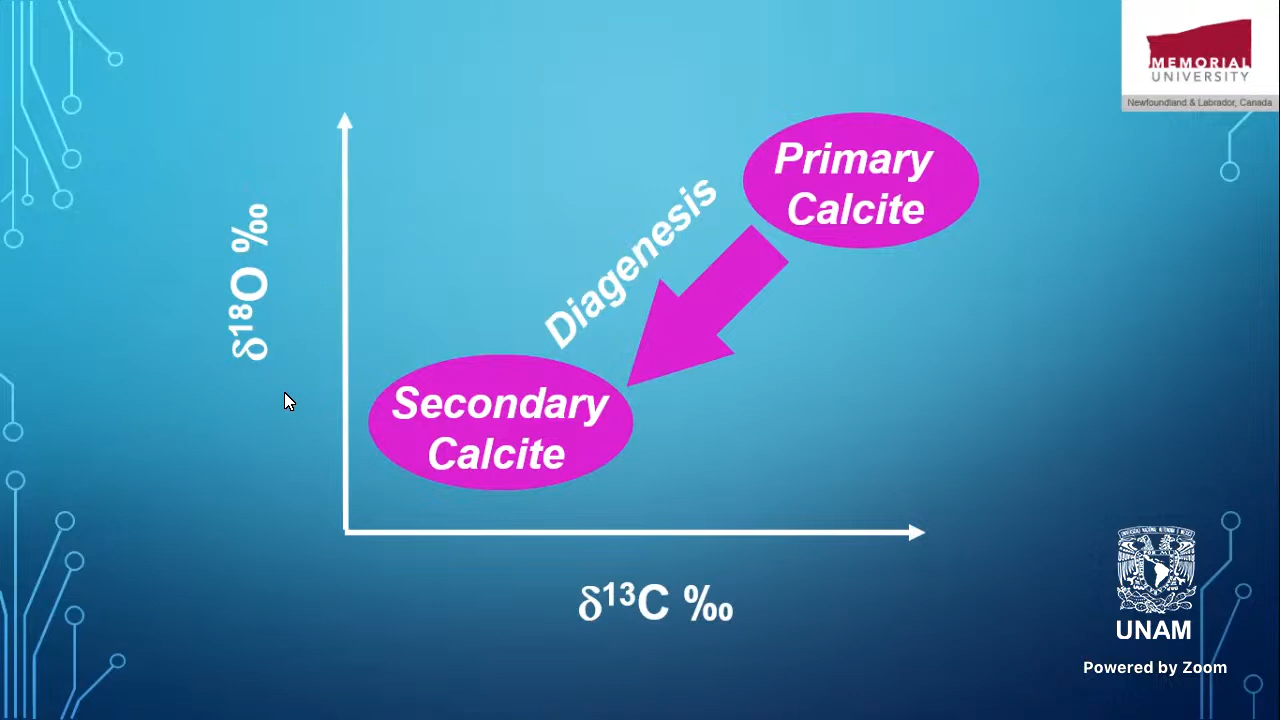 MEMORIAL
UNIVERSITY
Newfoundland & Labrador, Canada
Primary
Calcite
Diagenesis
δ¹⁸O ‰
Secondary
Calcite
δ¹³C ‰
UNAM
Powered by Zoom